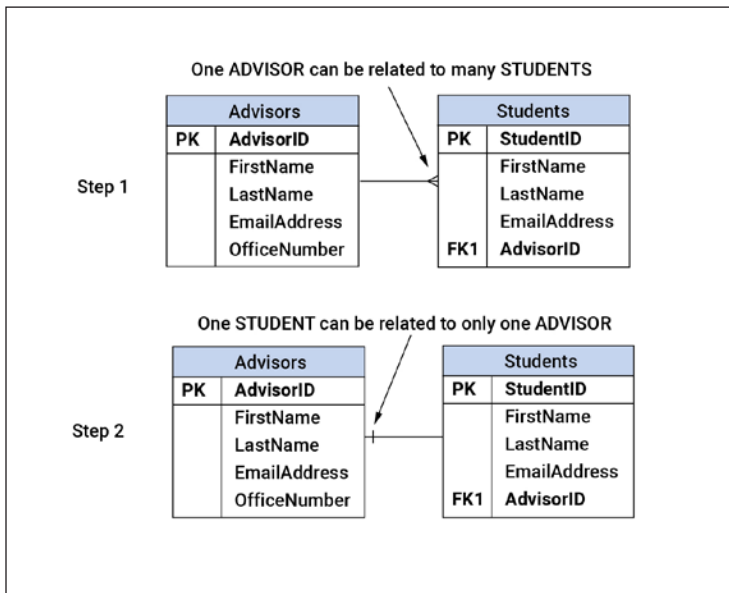 One ADVISOR can be related to many STUDENTS
Advisors
Students
PK AdvisorID
PK StudentID
Step 1
FirstName
LastName
EmailAddress
OfficeNumber
FirstName
LastName
EmailAddress
FK1 AdvisorID
One STUDENT can be related to only one ADVISOR
Advisors
Students
PK AdvisorID
PK StudentID
Step 2
FirstName
LastName
EmailAddress
OfficeNumber
FirstName
LastName
EmailAddress
FK1 AdvisorID